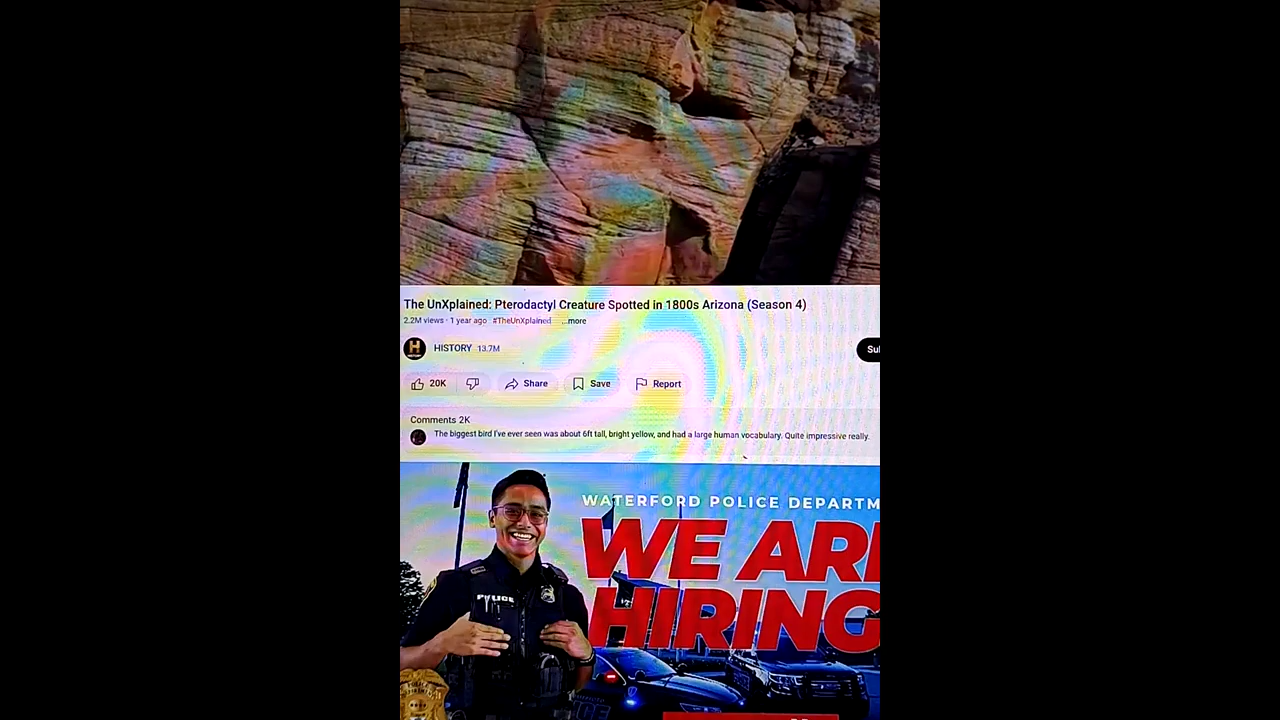 The UnXplained: Pterodactyl Creature Spotted in 1800s Arizona (Season 4)
2.2M views · 1 year ago #TheUnXplained ...more
H
HISTORY 13.7M
Sul
20K Share Save Report
Comments 2K
The biggest bird I've ever seen was about 6ft tall, bright yellow, and had a large human vocabulary. Quite impressive really.
WATERFORD POLICE DEPARTM
WE ARE
HIRING
POLICE